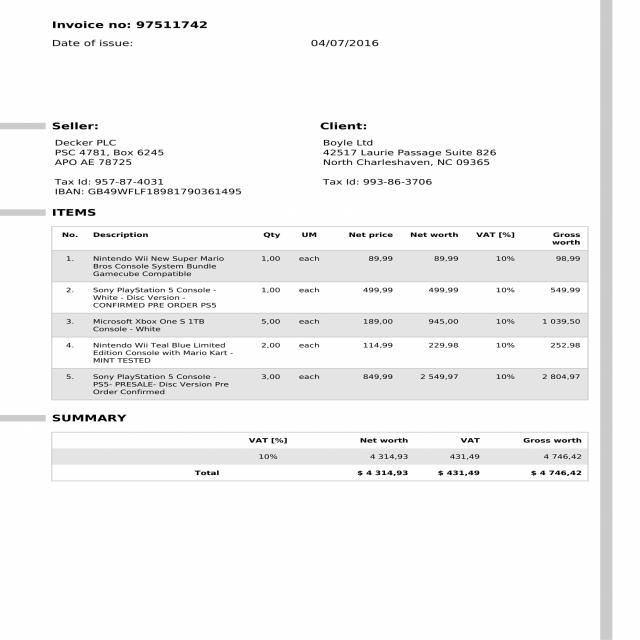 Invoice no: 97511742
Date of issue: 04/07/2016
Seller: Client:
Decker PLC Boyle Ltd
PSC 4781, Box 6245 42517 Laurie Passage Suite 826
APO AE 78725 North Charleshaven, NC 09365
Tax Id: 957-87-4031 Tax Id: 993-86-3706
IBAN: GB49WFLF18981790361495
ITEMS
No. Description Qty UM Net price Net worth VAT [%] Gross
worth
1. Nintendo Wii New Super Mario 1,00 each 89,99 89,99 10% 98,99
Bros Console System Bundle
Gamecube Compatible
2. Sony PlayStation 5 Console - 1,00 each 499,99 499,99 10% 549,99
White - Disc Version -
CONFIRMED PRE ORDER PS5
3. Microsoft Xbox One S 1TB 5,00 each 189,00 945,00 10% 1 039,50
Console - White
4. Nintendo Wii Teal Blue Limited 2,00 each 114,99 229,98 10% 252,98
Edition Console with Mario Kart -
MINT TESTED
5. Sony PlayStation 5 Console - 3,00 each 849,99 2 549,97 10% 2 804,97
PS5- PRESALE- Disc Version Pre
Order Confirmed
SUMMARY
VAT [%] Net worth VAT Gross worth
10% 4 314,93 431,49 4 746,42
Total $ 4 314,93 $ 431,49 $ 4 746,42